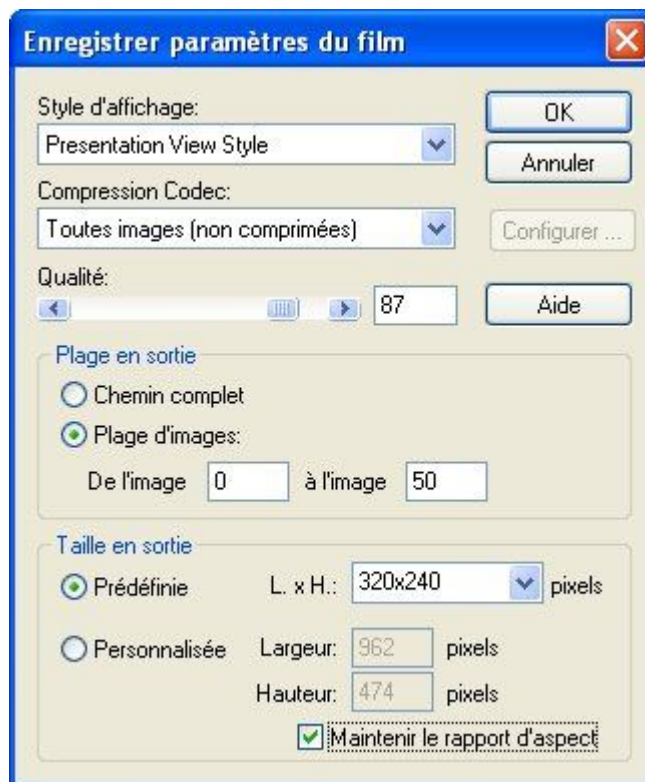 Enregistrer paramètres du film
Style d'affichage:
OK
Presentation View Style
Annuler
Compression Codec:
Toutes images (non comprimées)
Configurer ...
Qualité:
87
Aide
Plage en sortie
Chemin complet
Plage d'images:
De l'image 0 à l'image 50
Taille en sortie
Prédéfinie L. x H.: 320x240 pixels
Personnalisée Largeur: 962 pixels
Hauteur: 474 pixels
Maintenir le rapport d'aspect